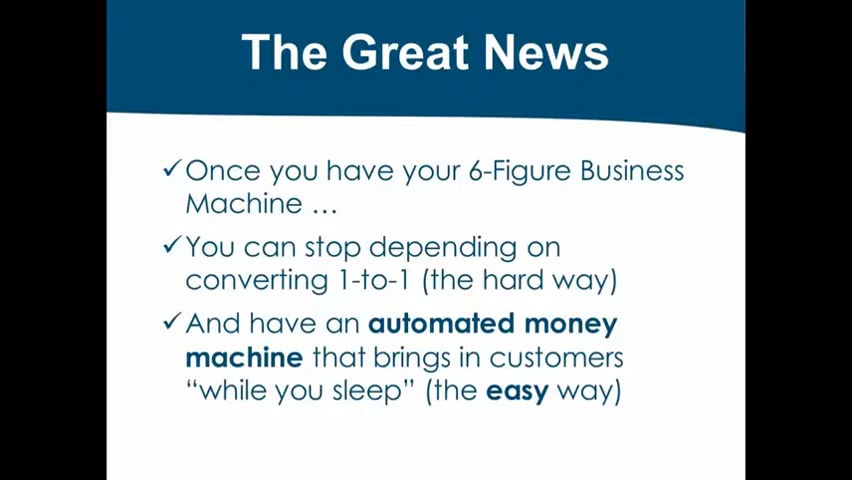 The Great News
✓Once you have your 6-Figure Business
Machine ...
✓You can stop depending on
converting 1-to-1 (the hard way)
✓And have an automated money
machine that brings in customers
“while you sleep” (the easy way)